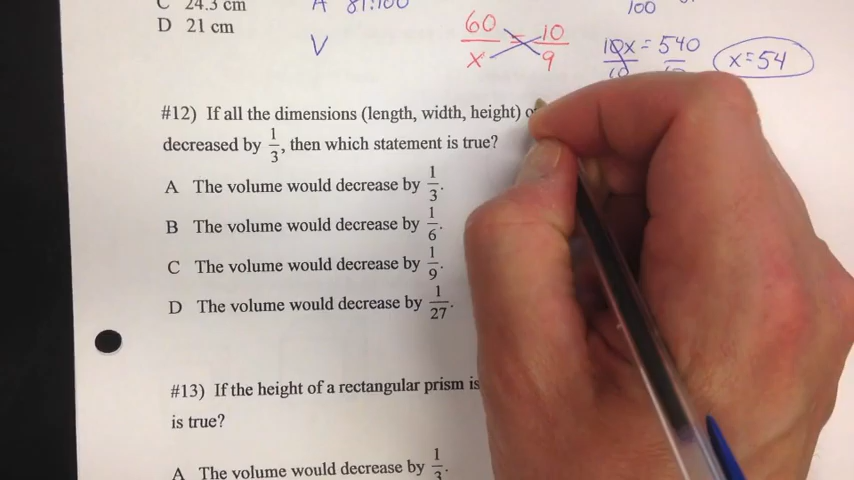 C 24.3 cm
A 81:100
100
D 21 cm
V
60/x = 10/9
10x = 540
10 10
x = 54
#12) If all the dimensions (length, width, height) o
decreased by 1/3, then which statement is true?
A The volume would decrease by 1/3.
B The volume would decrease by 1/6.
C The volume would decrease by 1/9.
D The volume would decrease by 1/27.
#13) If the height of a rectangular prism is
is true?
A The volume would decrease by 1/3.